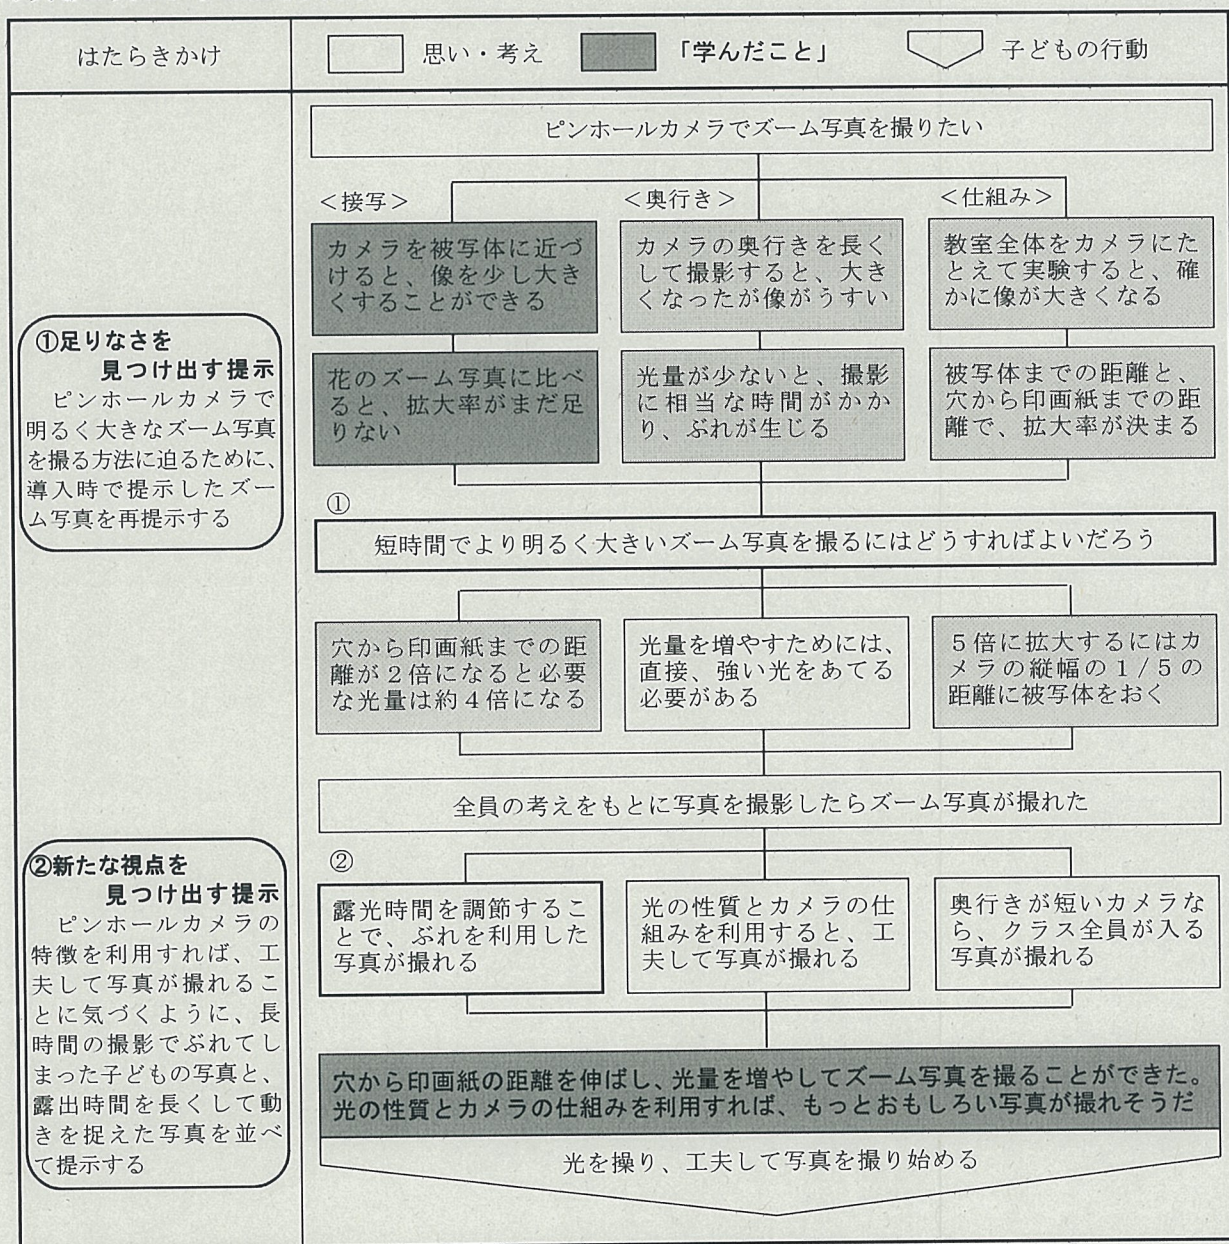 はたらきかけ
思い・考え
「学んだこと」
子どもの行動
ピンホールカメラでズーム写真を撮りたい
＜接写＞
カメラを被写体に近づ
けると、像を少し大き
くすることができる
花のズーム写真に比べ
ると、拡大率がまだ足
りない
＜奥行き＞
カメラの奥行きを長く
して撮影すると、大き
くなったが像がうすい
光量が少ないと、撮影
に相当な時間がかか
り、ぶれが生じる
＜仕組み＞
教室全体をカメラにた
とえて実験すると、確
かに像が大きくなる
被写体までの距離と、
穴から印画紙までの距
離で、拡大率が決まる
①足りなさを
見つけ出す提示
ピンホールカメラで
明るく大きなズーム写真
を撮る方法に迫るために、
導入時で提示したズー
ム写真を再提示する
①
短時間でより明るく大きいズーム写真を撮るにはどうすればよいだろう
穴から印画紙までの距
離が２倍になると必要
な光量は約４倍になる
光量を増やすためには、
直接、強い光をあてる
必要がある
５倍に拡大するにはカ
メラの縦幅の１/５の
距離に被写体をおく
全員の考えをもとに写真を撮影したらズーム写真が撮れた
②新たな視点を
見つけ出す提示
ピンホールカメラの
特徴を利用すれば、工
夫して写真が撮れるこ
とに気づくように、長
時間の撮影でぶれてし
まった子どもの写真と、
露出時間を長くして動
きを捉えた写真を並べ
て提示する
②
露光時間を調節するこ
とで、ぶれを利用した
写真が撮れる
光の性質とカメラの仕
組みを利用すると、工
夫して写真が撮れる
奥行きが短いカメラな
ら、クラス全員が入る
写真が撮れる
穴から印画紙の距離を伸ばし、光量を増やしてズーム写真を撮ることができた。
光の性質とカメラの仕組みを利用すれば、もっとおもしろい写真が撮れそうだ
光を操り、工夫して写真を撮り始める